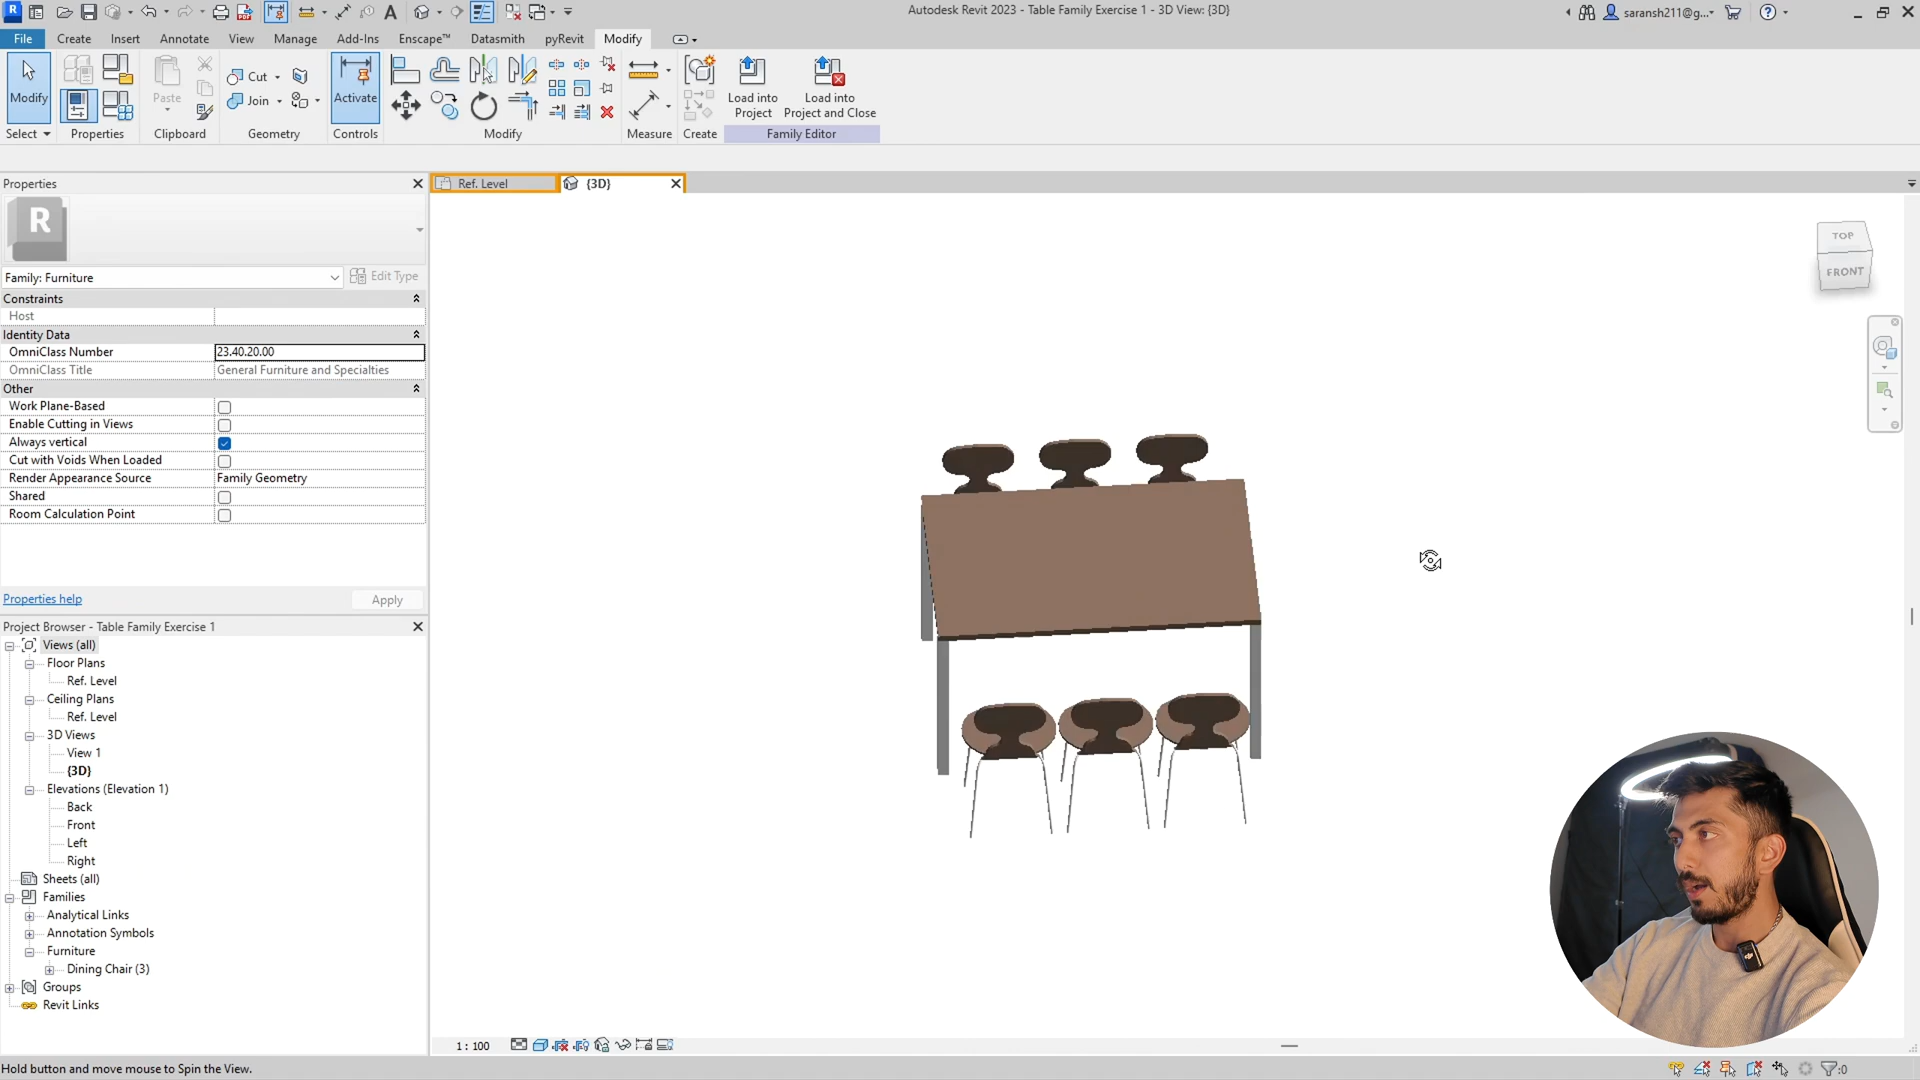 Autodesk Revit 2023 - Table Family Exercise 1 - 3D View: {3D}
saransh211@g...
File Create Insert Annotate View Manage Add-Ins Enscape™ Datasmith pyRevit Modify
Modify
Paste
Cut
Join
Activate
Load into Project
Load into Project and Close
Select Properties Clipboard Geometry Controls Modify Measure Create Family Editor
Properties
Ref. Level
{3D}
R
Family: Furniture
Edit Type
Constraints
Host
Identity Data
OmniClass Number 23.40.20.00
OmniClass Title General Furniture and Specialties
Other
Work Plane-Based
Enable Cutting in Views
Always vertical
Cut with Voids When Loaded
Render Appearance Source Family Geometry
Shared
Room Calculation Point
Properties help
Apply
Project Browser - Table Family Exercise 1
Views (all)
Floor Plans
Ref. Level
Ceiling Plans
Ref. Level
3D Views
View 1
{3D}
Elevations (Elevation 1)
Back
Front
Left
Right
Sheets (all)
Families
Analytical Links
Annotation Symbols
Furniture
Dining Chair (3)
Groups
Revit Links
TOP
FRONT
1 : 100
Hold button and move mouse to Spin the View.
:0